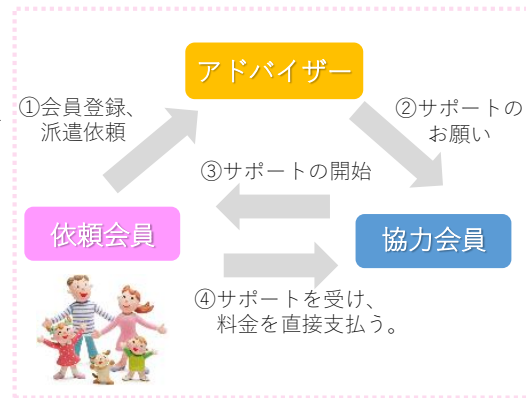 アドバイザー
①会員登録、
派遣依頼
②サポートの
お願い
③サポートの開始
依頼会員
協力会員
④サポートを受け、
料金を直接支払う。